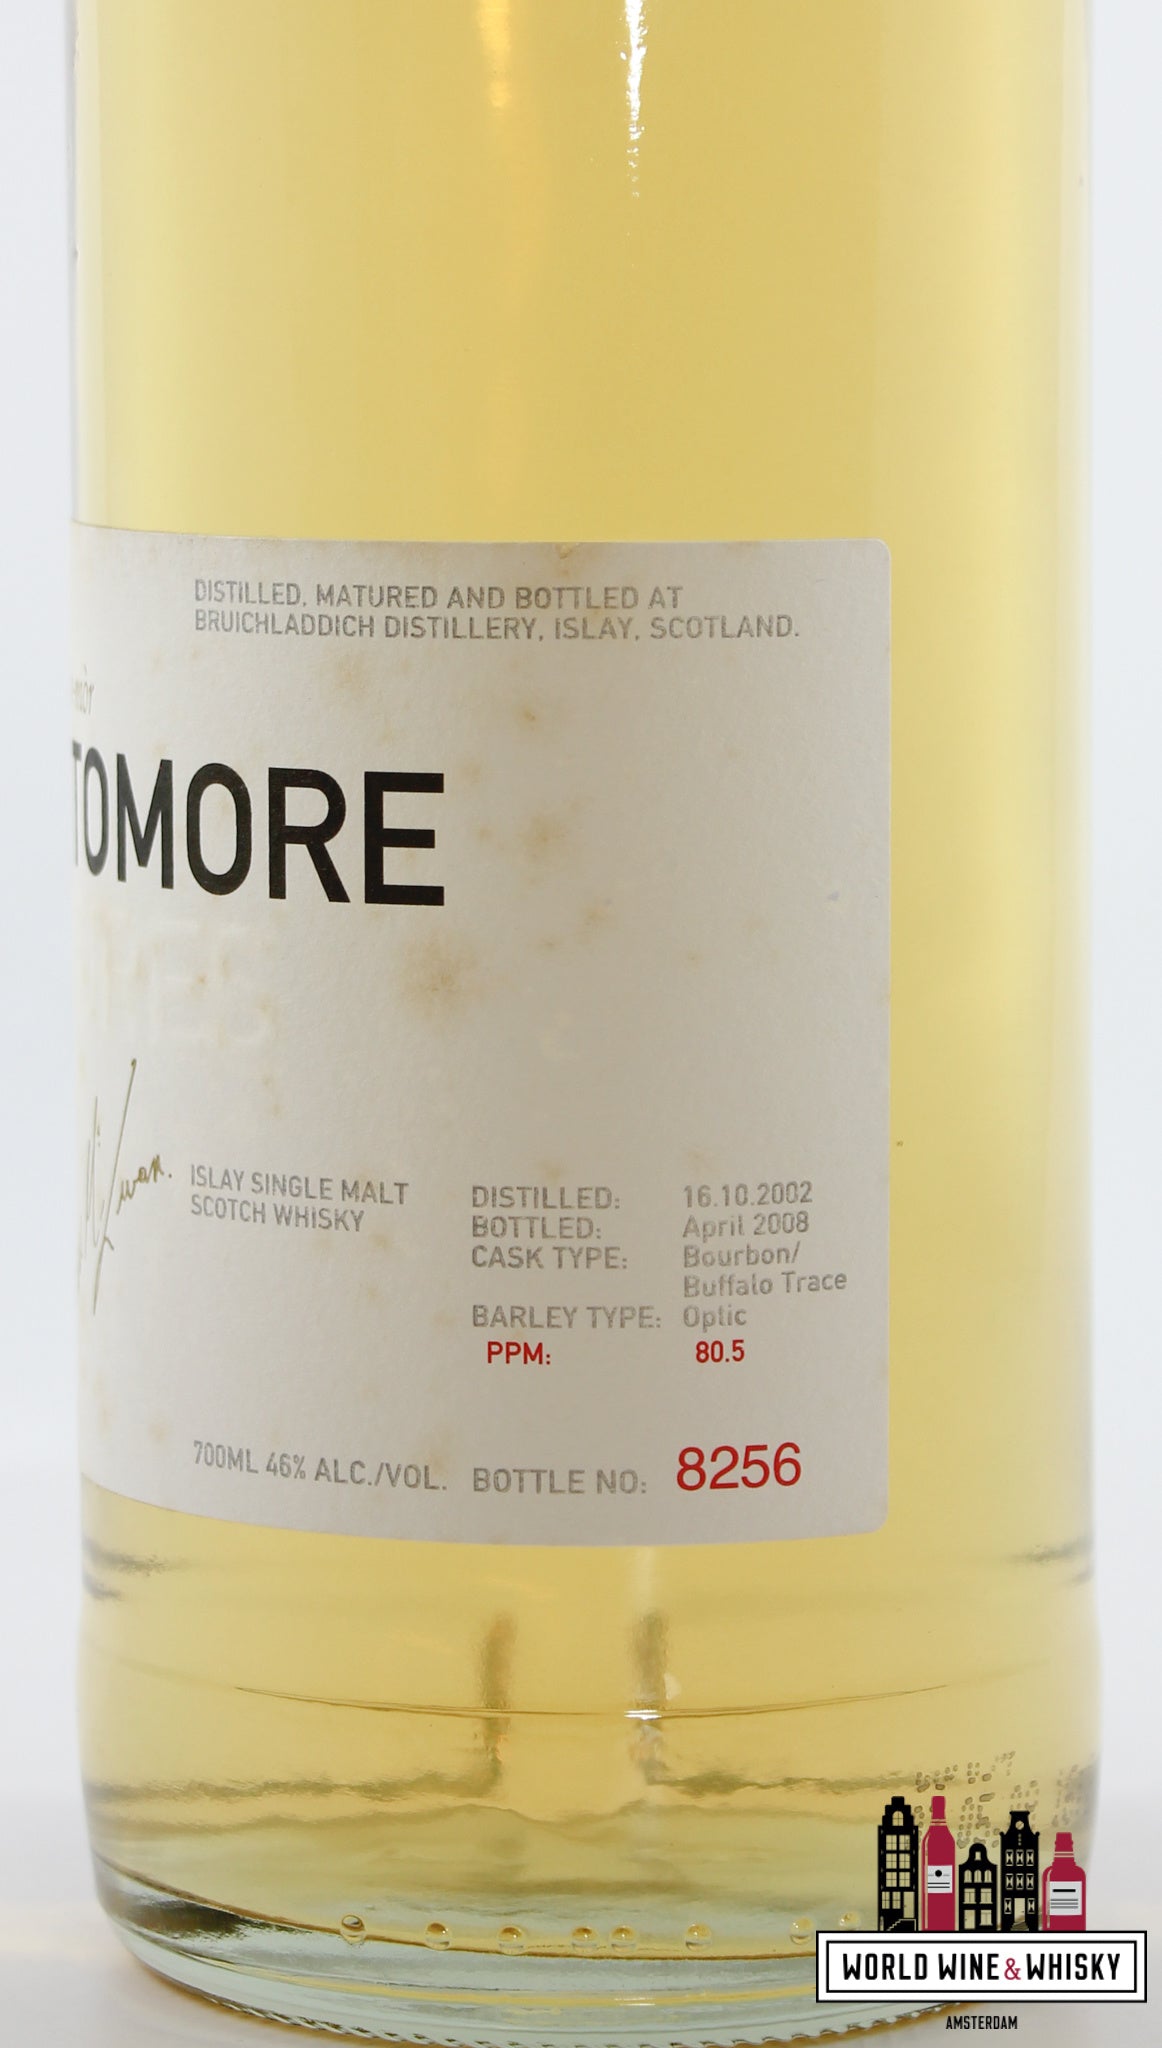 DISTILLED, MATURED AND BOTTLED AT
BRUICHLADDICH DISTILLERY, ISLAY, SCOTLAND.
TOMORE
ISLAY SINGLE MALT
SCOTCH WHISKY
DISTILLED: 16.10.2002
BOTTLED: April 2008
CASK TYPE: Bourbon/
Buffalo Trace
BARLEY TYPE: Optic
PPM: 80.5
700ML 46% ALC./VOL.
BOTTLE NO: 8256
WORLD WINE & WHISKY
AMSTERDAM